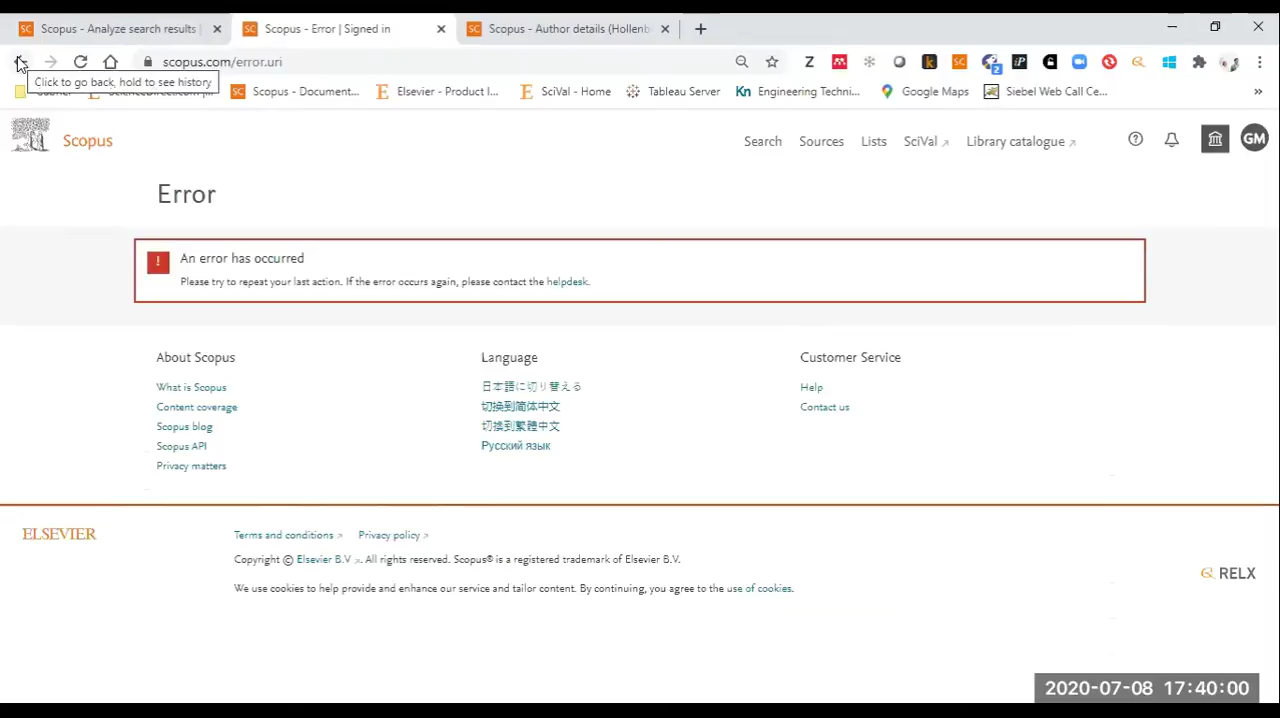 Scopus - Analyze search results
Scopus - Error | Signed in
Scopus - Author details (Hollenb
scopus.com/error.uri
Click to go back, hold to see history
Scopus - Document...
Elsevier - Product I...
SciVal - Home
Tableau Server
Kn Engineering Techni...
Google Maps
Siebel Web Call Ce...
»
Scopus
Search
Sources
Lists
SciVal
Library catalogue
GM
Error
! An error has occurred
Please try to repeat your last action. If the error occurs again, please contact the helpdesk.
About Scopus
What is Scopus
Content coverage
Scopus blog
Scopus API
Privacy matters
Language
日本語に切り替える
切换到简体中文
切換到繁體中文
Русский язык
Customer Service
Help
Contact us
ELSEVIER
Terms and conditions Privacy policy
Copyright © Elsevier B.V. All rights reserved. Scopus® is a registered trademark of Elsevier B.V.
We use cookies to help provide and enhance our service and tailor content. By continuing, you agree to the use of cookies.
RELX
2020-07-08 17:40:00